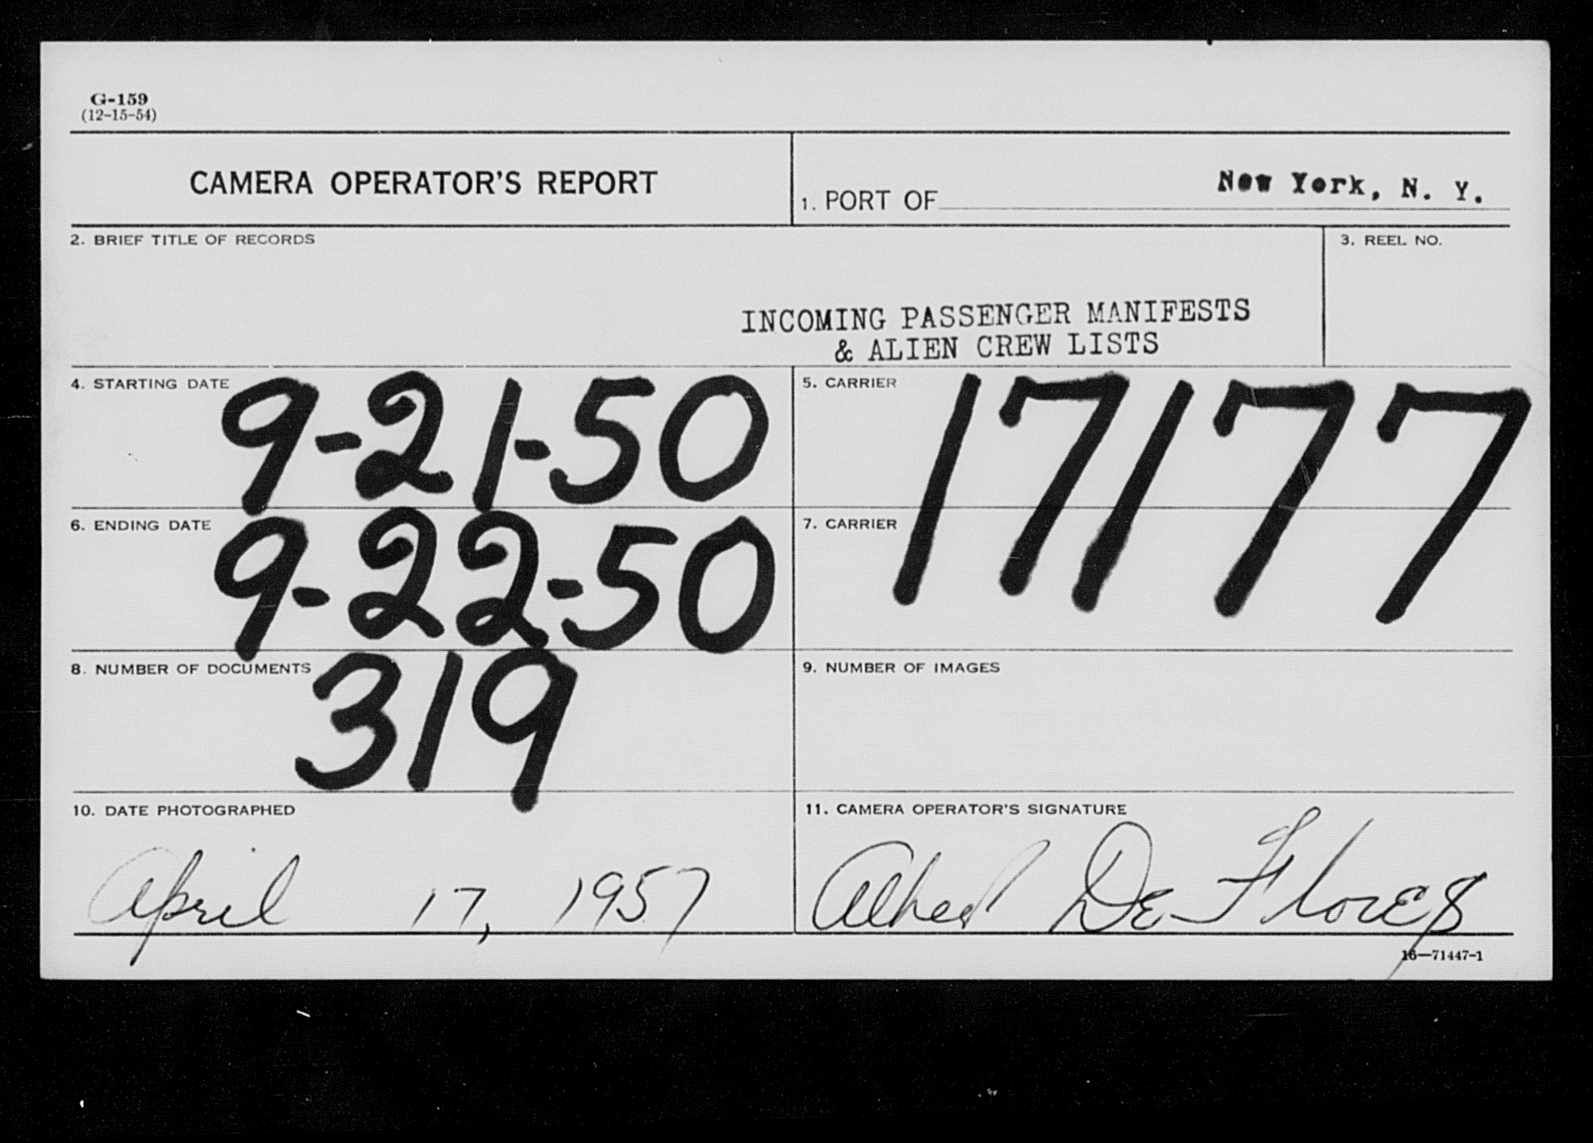 G-159
(12-15-54)
CAMERA OPERATOR'S REPORT
1. PORT OF New York, N. Y.
2. BRIEF TITLE OF RECORDS
3. REEL NO.
INCOMING PASSENGER MANIFESTS
& ALIEN CREW LISTS
4. STARTING DATE 9-21-50
5. CARRIER 17177
6. ENDING DATE 9-22-50
7. CARRIER
8. NUMBER OF DOCUMENTS 319
9. NUMBER OF IMAGES
10. DATE PHOTOGRAPHED
11. CAMERA OPERATOR'S SIGNATURE
April 17, 1957
Alfred De Flores
16—71447-1